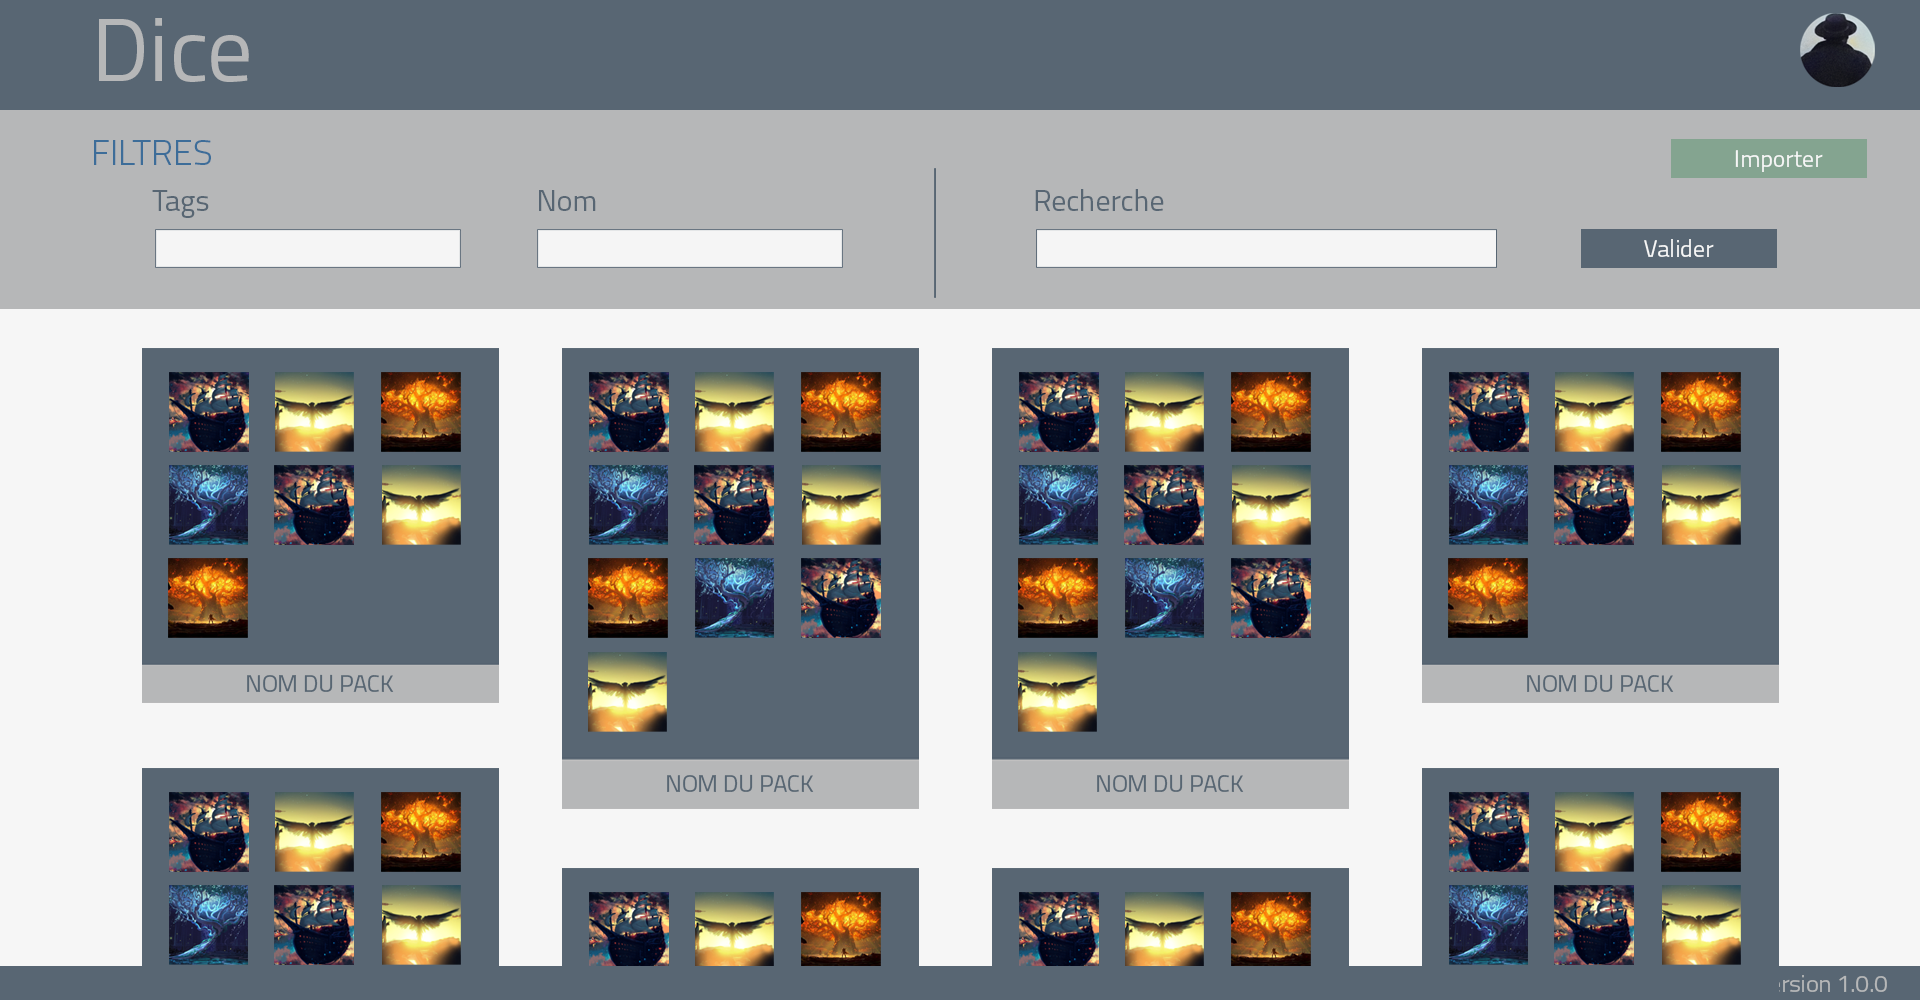 Dice
FILTRES
Importer
Tags
Nom
Recherche
Valider
NOM DU PACK
NOM DU PACK
NOM DU PACK
NOM DU PACK
rsion 1.0.0